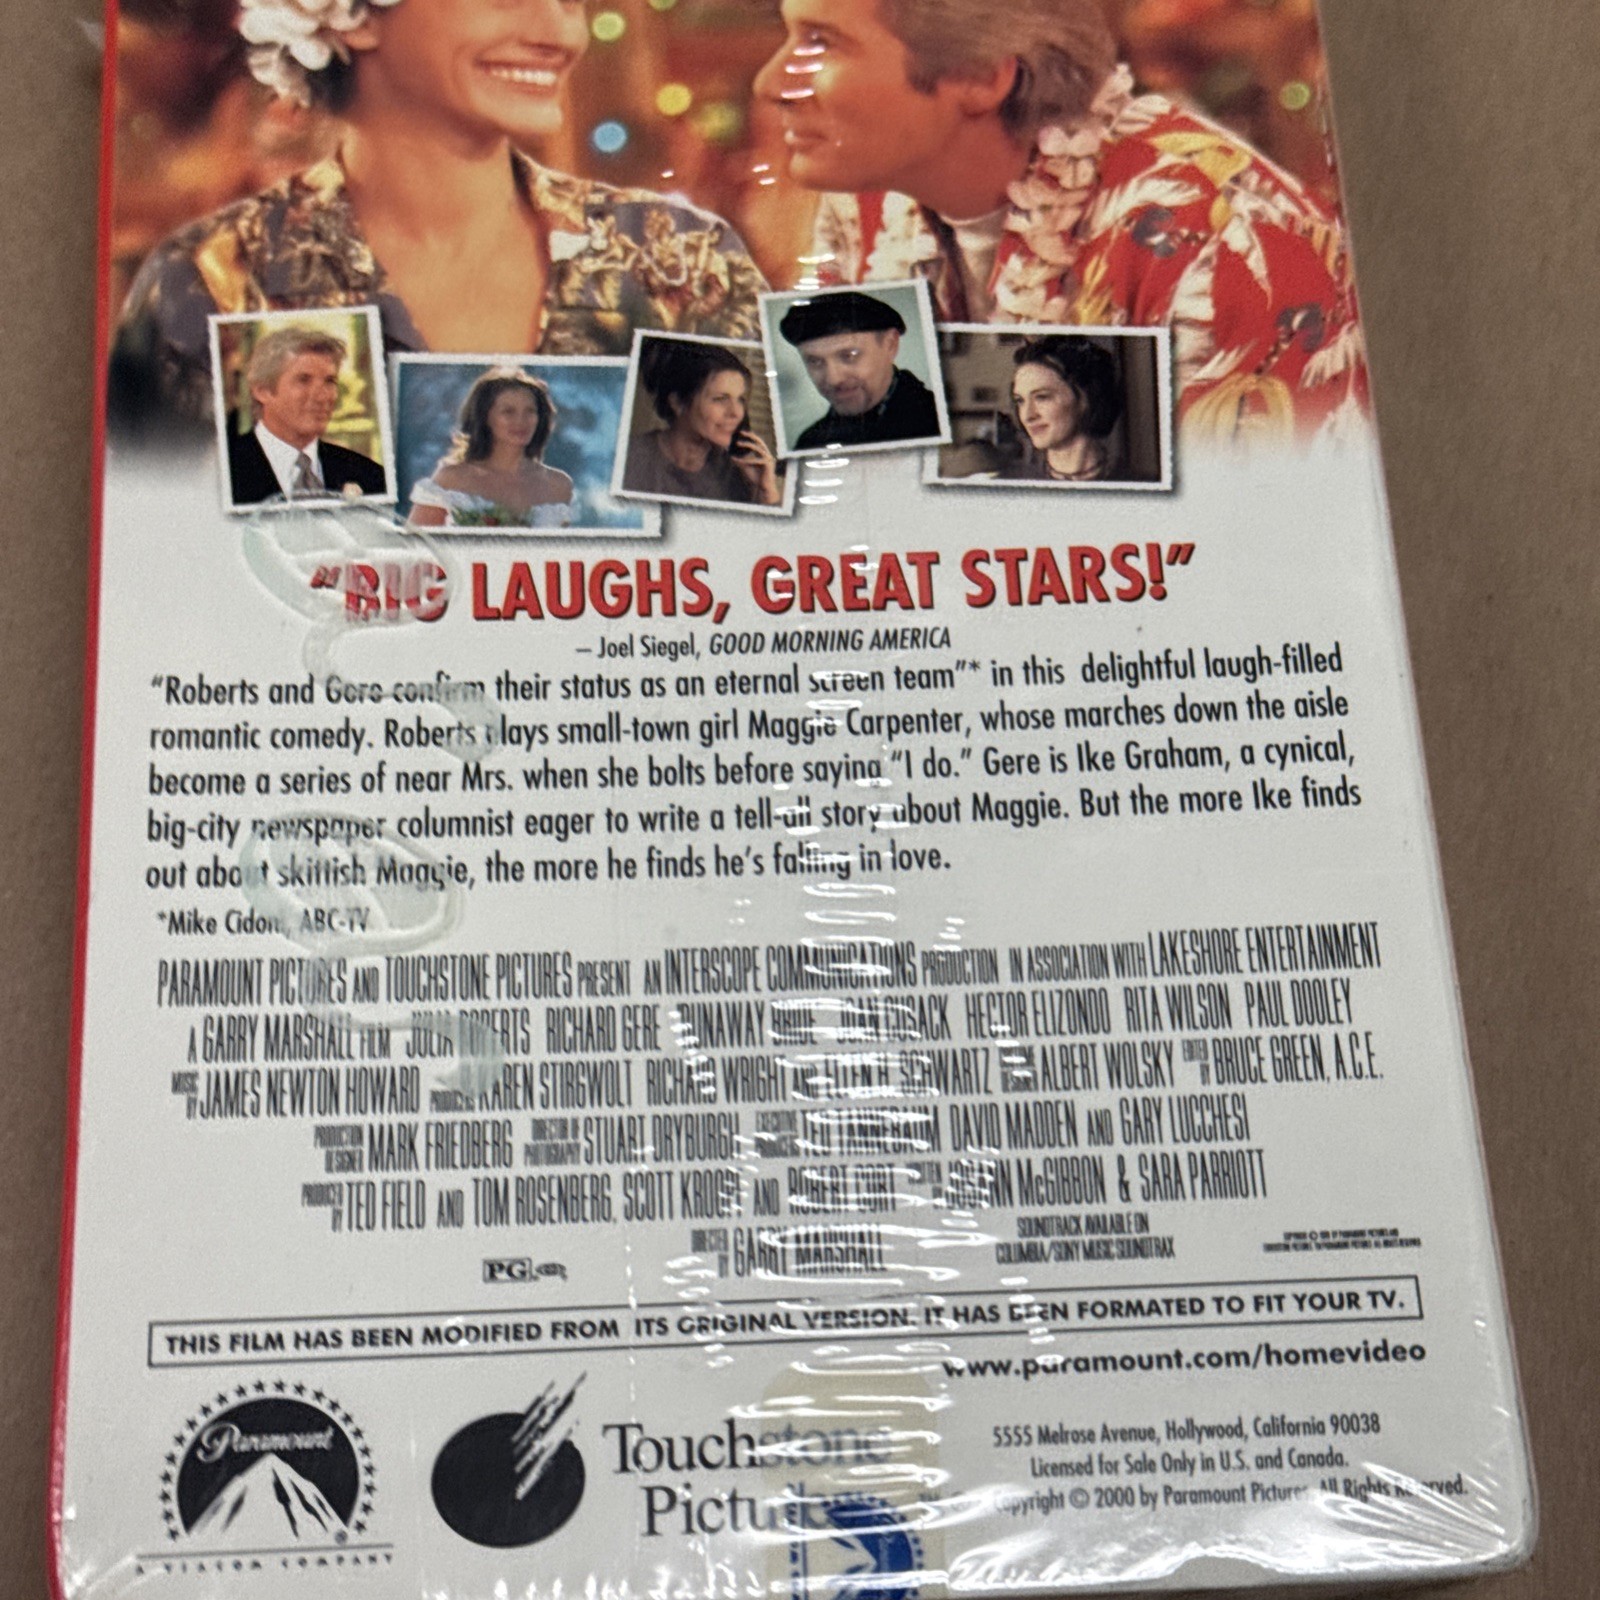 "BIG LAUGHS, GREAT STARS!"
– Joel Siegel, GOOD MORNING AMERICA
"Roberts and Gere confirm their status as an eternal screen team"* in this delightful laugh-filled
romantic comedy. Roberts plays small-town girl Maggie Carpenter, whose marches down the aisle
become a series of near Mrs. when she bolts before saying "I do." Gere is Ike Graham, a cynical,
big-city newspaper columnist eager to write a tell-all story about Maggie. But the more Ike finds
out about skittish Maggie, the more he finds he's falling in love.
*Mike Cidoni, ABC-TV
PARAMOUNT PICTURES AND TOUCHSTONE PICTURES PRESENT AN INTERSCOPE COMMUNICATIONS PRODUCTION IN ASSOCIATION WITH LAKESHORE ENTERTAINMENT
A GARRY MARSHALL FILM JULIA ROBERTS RICHARD GERE "RUNAWAY BRIDE" JOAN CUSACK HECTOR ELIZONDO RITA WILSON PAUL DOOLEY
MUSIC BY JAMES NEWTON HOWARD PRODUCERS KAREN STIRGWOLT RICHARD WRIGHT AND ELLEN H. SCHWARTZ COSTUME DESIGNER ALBERT WOLSKY EDITED BY BRUCE GREEN, A.C.E.
PRODUCTION DESIGNER MARK FRIEDBERG DIRECTOR OF PHOTOGRAPHY STUART DRYBURGH EXECUTIVE PRODUCERS TED TANNEBAUM DAVID MADDEN AND GARY LUCCHESI
PRODUCED BY TED FIELD AND TOM ROSENBERG, SCOTT KROOPF AND ROBERT CORT WRITTEN BY JOSANN McGIBBON & SARA PARRIOTT
DIRECTED BY GARRY MARSHALL
SOUNDTRACK AVAILABLE ON
COLUMBIA/SONY MUSIC SOUNDTRAX
PG
THIS FILM HAS BEEN MODIFIED FROM ITS ORIGINAL VERSION. IT HAS BEEN FORMATED TO FIT YOUR TV.
www.paramount.com/homevideo
Paramount
A VIACOM COMPANY
Touchstone
Pictures
5555 Melrose Avenue, Hollywood, California 90038
Licensed for Sale Only in U.S. and Canada.
Copyright © 2000 by Paramount Pictures. All Rights Reserved.